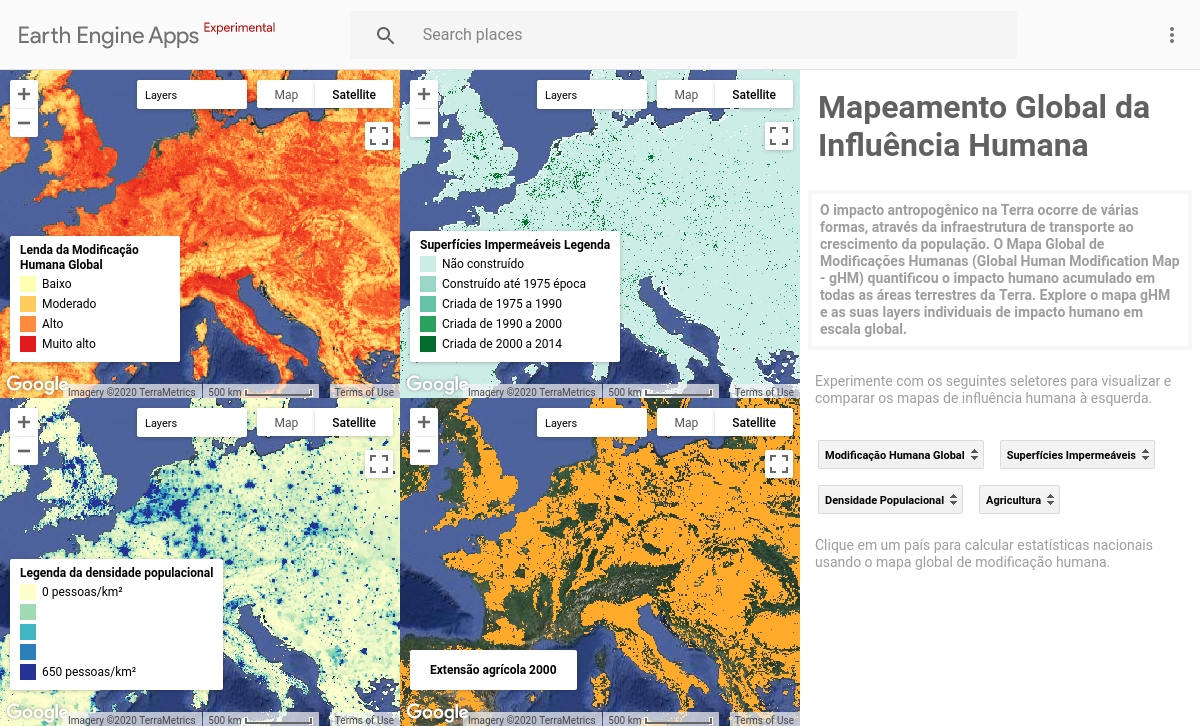 Earth Engine Apps Experimental
Search places
+
−
Layers
Map Satellite
Lenda da Modificação
Humana Global
Baixo
Moderado
Alto
Muito alto
Google
Imagery ©2020 TerraMetrics 500 km Terms of Use
+
−
Layers
Map Satellite
Superfícies Impermeáveis Legenda
Não construído
Construído até 1975 época
Criada de 1975 a 1990
Criada de 1990 a 2000
Criada de 2000 a 2014
Google
Imagery ©2020 TerraMetrics 500 km Terms of Use
+
−
Layers
Map Satellite
Legenda da densidade populacional
0 pessoas/km²
650 pessoas/km²
Google
Imagery ©2020 TerraMetrics 500 km Terms of Use
+
−
Layers
Map Satellite
Extensão agrícola 2000
Google
Imagery ©2020 TerraMetrics 500 km Terms of Use
Mapeamento Global da
Influência Humana
O impacto antropogênico na Terra ocorre de várias
formas, através da infraestrutura de transporte ao
crescimento da população. O Mapa Global de
Modificações Humanas (Global Human Modification Map
- gHM) quantificou o impacto humano acumulado em
todas as áreas terrestres da Terra. Explore o mapa gHM
e as suas layers individuais de impacto humano em
escala global.
Experimente com os seguintes seletores para visualizar e
comparar os mapas de influência humana à esquerda.
Modificação Humana Global Superfícies Impermeáveis
Densidade Populacional Agricultura
Clique em um país para calcular estatísticas nacionais
usando o mapa global de modificação humana.